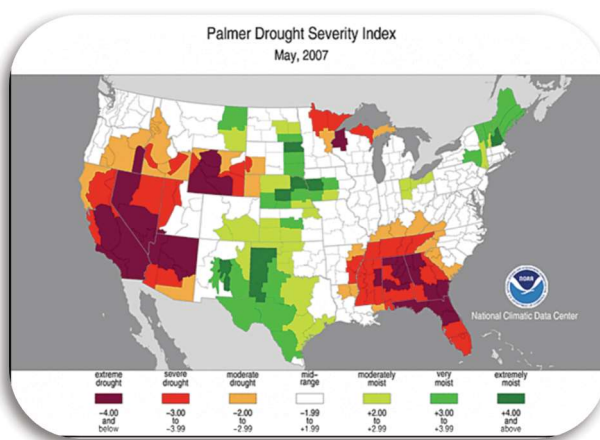 Palmer Drought Severity Index
May, 2007
NOAA
National Climatic Data Center
extreme drought
severe drought
moderate drought
mid-range
moderately moist
very moist
extremely moist
-4.00 and below
-3.00 to -3.99
-2.00 to -2.99
-1.99 to +1.99
+2.00 to +2.99
+3.00 to +3.99
+4.00 and above